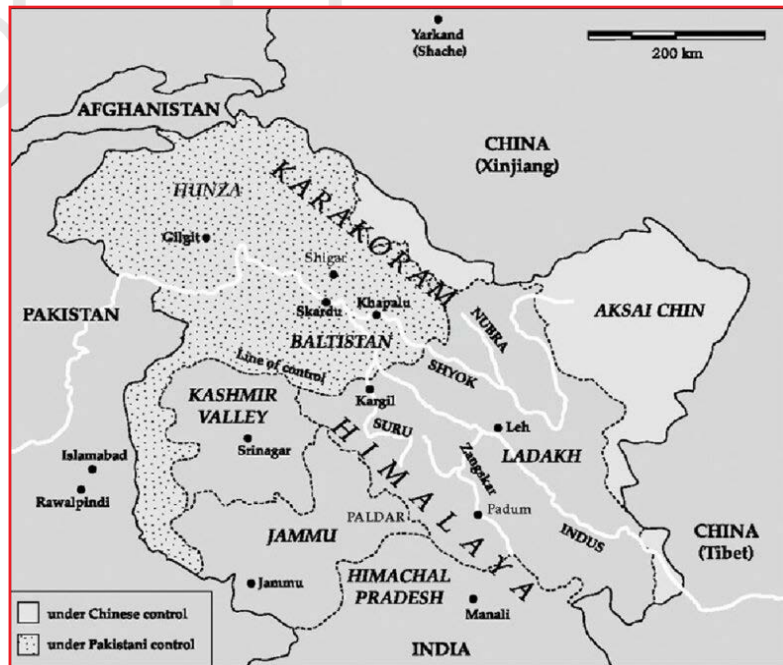 Yarkand
(Shache)
200 km
AFGHANISTAN
CHINA
(Xinjiang)
HUNZA
KARAKORAM
Gilgit
Shigar
PAKISTAN
Skardu
Khapalu
AKSAI CHIN
NUBRA
BALTISTAN
Line of control
SHYOK
KASHMIR
VALLEY
Kargil
Srinagar
SURU
Leh
HIMALAYA
LADAKH
Zangskar
Islamabad
Rawalpindi
PALDAR
Padum
INDUS
CHINA
(Tibet)
JAMMU
Jammu
HIMACHAL
PRADESH
Manali
INDIA
under Chinese control
under Pakistani control